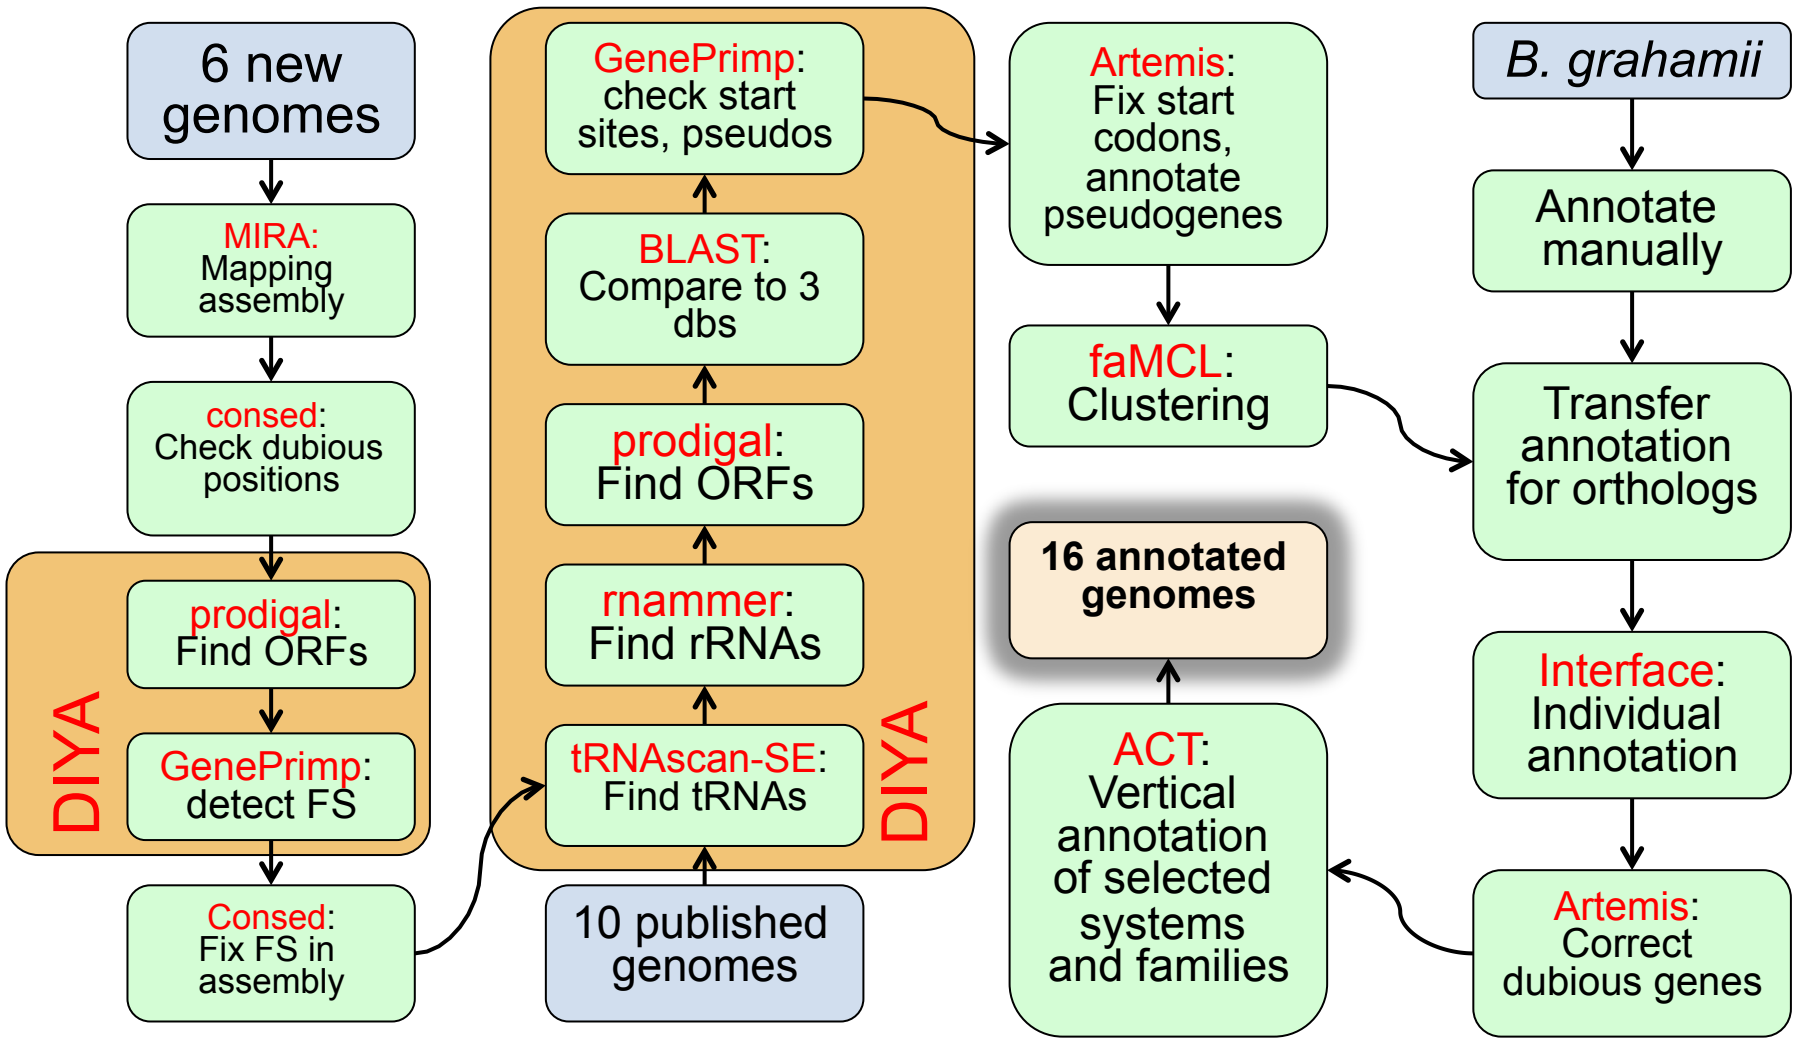 6 new
genomes
MIRA:
Mapping
assembly
consed:
Check dubious
positions
prodigal:
Find ORFs
GenePrimp:
detect FS
DIYA
Consed:
Fix FS in
assembly
GenePrimp:
check start
sites, pseudos
BLAST:
Compare to 3
dbs
prodigal:
Find ORFs
rnammer:
Find rRNAs
tRNAscan-SE:
Find tRNAs
DIYA
10 published
genomes
Artemis:
Fix start
codons,
annotate
pseudogenes
faMCL:
Clustering
16 annotated
genomes
ACT:
Vertical
annotation
of selected
systems
and families
B. grahamii
Annotate
manually
Transfer
annotation
for orthologs
Interface:
Individual
annotation
Artemis:
Correct
dubious genes